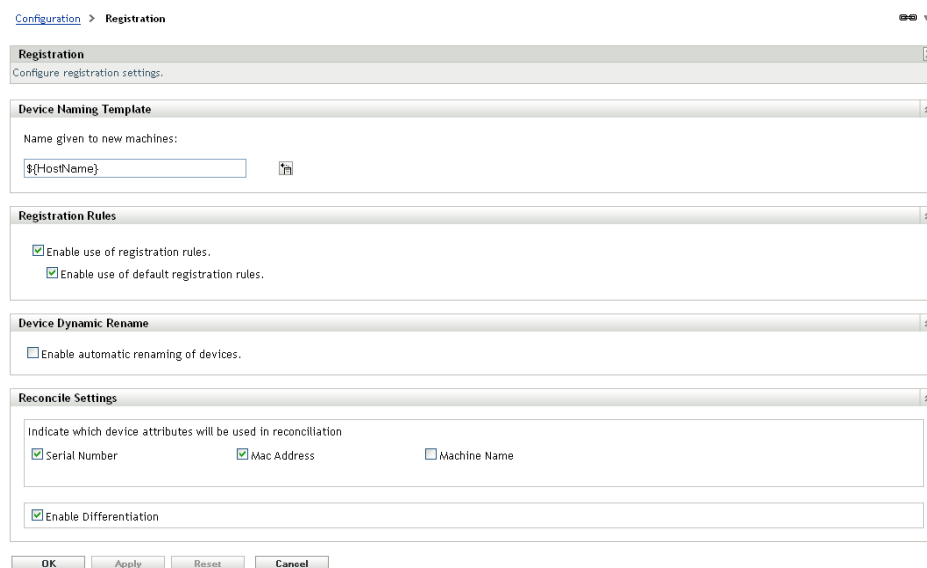 Configuration > Registration
Registration
Configure registration settings.
Device Naming Template
Name given to new machines:
${HostName}
Registration Rules
Enable use of registration rules.
Enable use of default registration rules.
Device Dynamic Rename
Enable automatic renaming of devices.
Reconcile Settings
Indicate which device attributes will be used in reconciliation
Serial Number Mac Address Machine Name
Enable Differentiation
OK Apply Reset Cancel